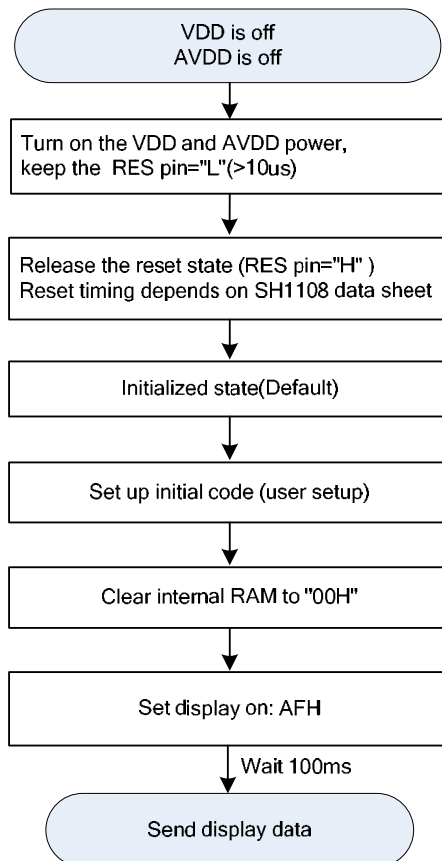 VDD is off
AVDD is off
Turn on the VDD and AVDD power,
keep the RES pin="L"(>10us)
Release the reset state (RES pin="H" )
Reset timing depends on SH1108 data sheet
Initialized state(Default)
Set up initial code (user setup)
Clear internal RAM to "00H"
Set display on: AFH
Wait 100ms
Send display data